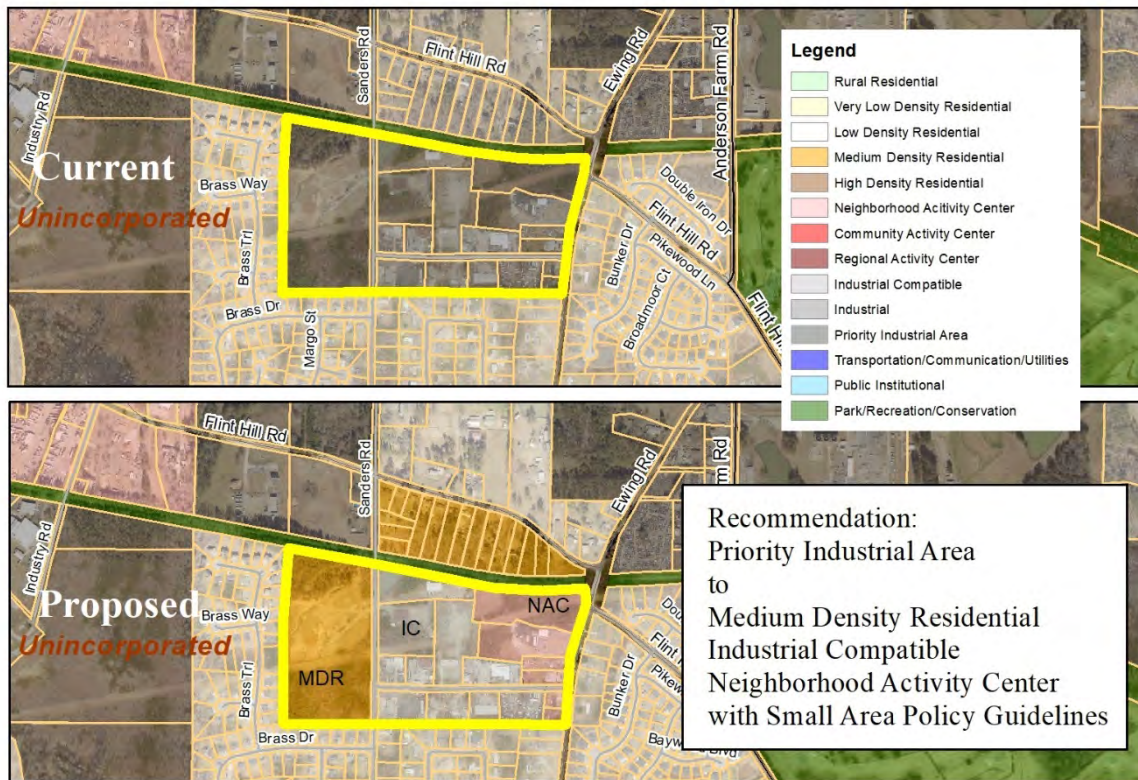 Sanders Rd
Flint Hill Rd
Ewing Rd
Anderson Farm Rd
Industry Rd
Current
Unincorporated
Brass Way
Brass Trl
Brass Dr
Margo St
Double Iron Dr
Flint Hill Rd
Bunker Dr
Pikewood Ln
Broadmoor Ct
Legend
Rural Residential
Very Low Density Residential
Low Density Residential
Medium Density Residential
High Density Residential
Neighborhood Acitivity Center
Community Activity Center
Regional Activity Center
Industrial Compatible
Industrial
Priority Industrial Area
Transportation/Communication/Utilities
Public Institutional
Park/Recreation/Conservation
Flint Hill Rd
Sanders Rd
Ewing Rd
m Rd
Industry Rd
Proposed
Unincorporated
Brass Way
Brass Trl
Brass Dr
MDR
IC
NAC
Bunker Dr
Recommendation:
Priority Industrial Area
to
Medium Density Residential
Industrial Compatible
Neighborhood Activity Center
with Small Area Policy Guidelines